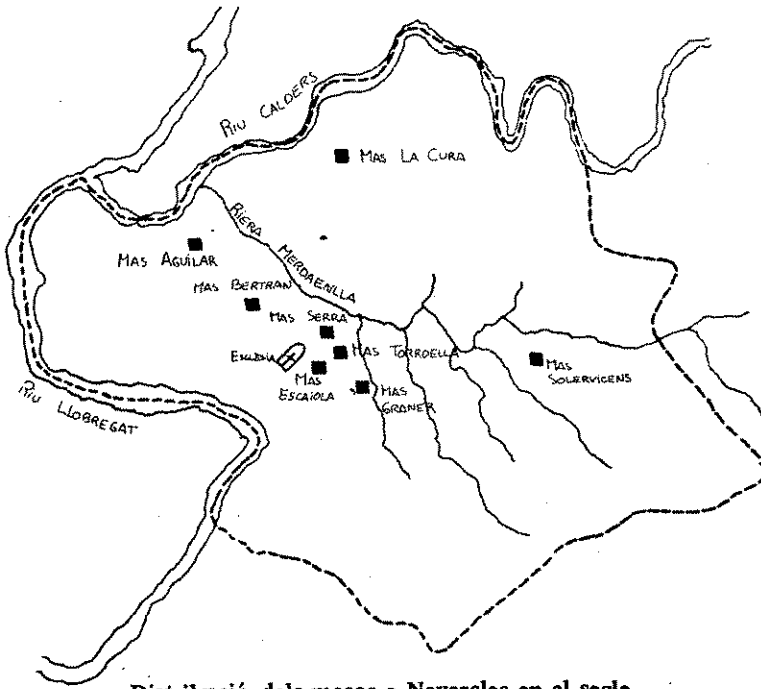 RIU CALDERS
MAS LA CURA
RIERA
MERDAENLLA
MAS AGUILAR
MAS BERTRAN
MAS SERRA
ESGLÉSIA
MAS TORROELLA
MAS
ESCAIOLA
MAS
GRANER
MAS
SOLERVICENS
RIU LLOBREGAT
Distribució dels masos a Navarcles en el segle